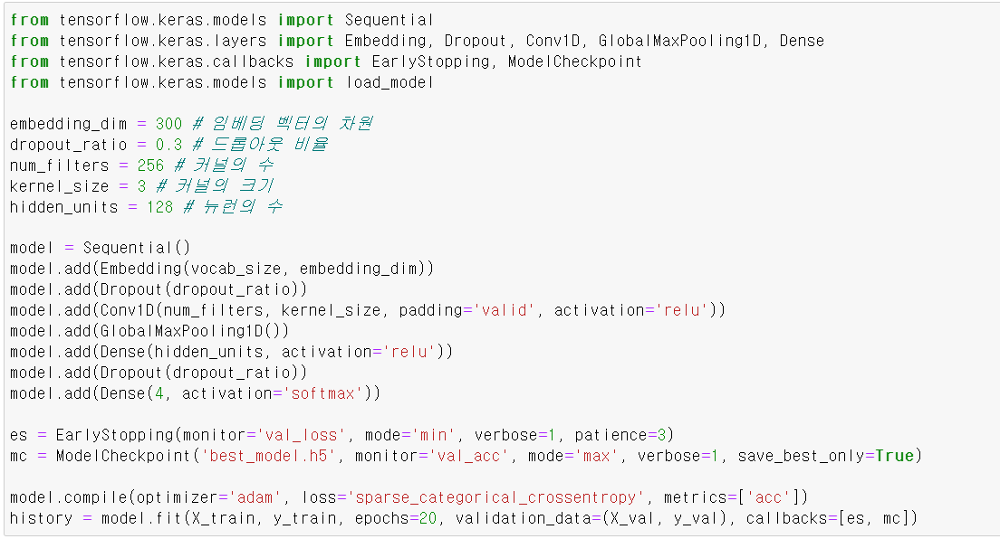 from tensorflow.keras.models import Sequential
from tensorflow.keras.layers import Embedding, Dropout, Conv1D, GlobalMaxPooling1D, Dense
from tensorflow.keras.callbacks import EarlyStopping, ModelCheckpoint
from tensorflow.keras.models import load_model
embedding_dim = 300 # 임베딩 벡터의 차원
dropout_ratio = 0.3 # 드롭아웃 비율
num_filters = 256 # 커널의 수
kernel_size = 3 # 커널의 크기
hidden_units = 128 # 뉴런의 수
model = Sequential()
model.add(Embedding(vocab_size, embedding_dim))
model.add(Dropout(dropout_ratio))
model.add(Conv1D(num_filters, kernel_size, padding='valid', activation='relu'))
model.add(GlobalMaxPooling1D())
model.add(Dense(hidden_units, activation='relu'))
model.add(Dropout(dropout_ratio))
model.add(Dense(4, activation='softmax'))
es = EarlyStopping(monitor='val_loss', mode='min', verbose=1, patience=3)
mc = ModelCheckpoint('best_model.h5', monitor='val_acc', mode='max', verbose=1, save_best_only=True)
model.compile(optimizer='adam', loss='sparse_categorical_crossentropy', metrics=['acc'])
history = model.fit(X_train, y_train, epochs=20, validation_data=(X_val, y_val), callbacks=[es, mc])